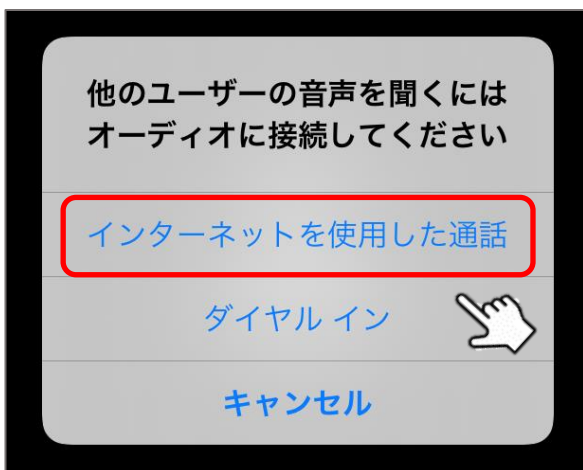 他のユーザーの音声を聞くには
オーディオに接続してください
インターネットを使用した通話
ダイヤル イン
キャンセル